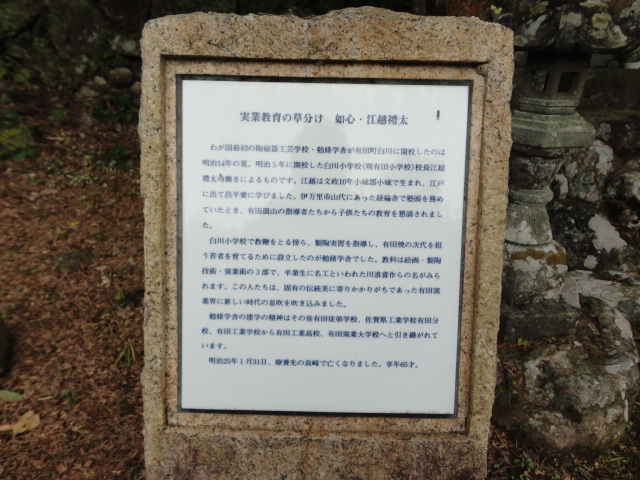 実業教育の草分け　如心・江越禮太
わが国最初の陶磁器工芸学校・勉脩学舎が有田町白川に開校したのは
明治14年の夏。明治5年に開校した白川小学校(現有田小学校)校長江越
禮太の働きによるものです。江越は文政10年小城郡小城で生まれ、江戸
に出て昌平黌に学びました。伊万里市山代にあった経綸舎で塾頭を務め
ていたとき、有田皿山の指導者たちから子供たちの教育を懇請されまし
た。
白川小学校で教鞭をとる傍ら、製陶実習を指導し、有田焼の次代を担
う若者を育てるために設立したのが勉脩学舎でした。教科は絵画・製陶
技術・窯業術の3部で、卒業生に名工といわれた川浪喜作らの名がみら
れます。この人たちは、固有の伝統美に寄りかかりがちであった有田窯
業界に新しい時代の息吹を吹き込みました。
勉脩学舎の建学の精神はその後有田徒弟学校、佐賀県工業学校有田分
校、有田工業学校から有田工業高校、有田窯業大学校へと引き継がれて
います。
明治25年1月31日、療養先の長崎で亡くなりました。享年65才。